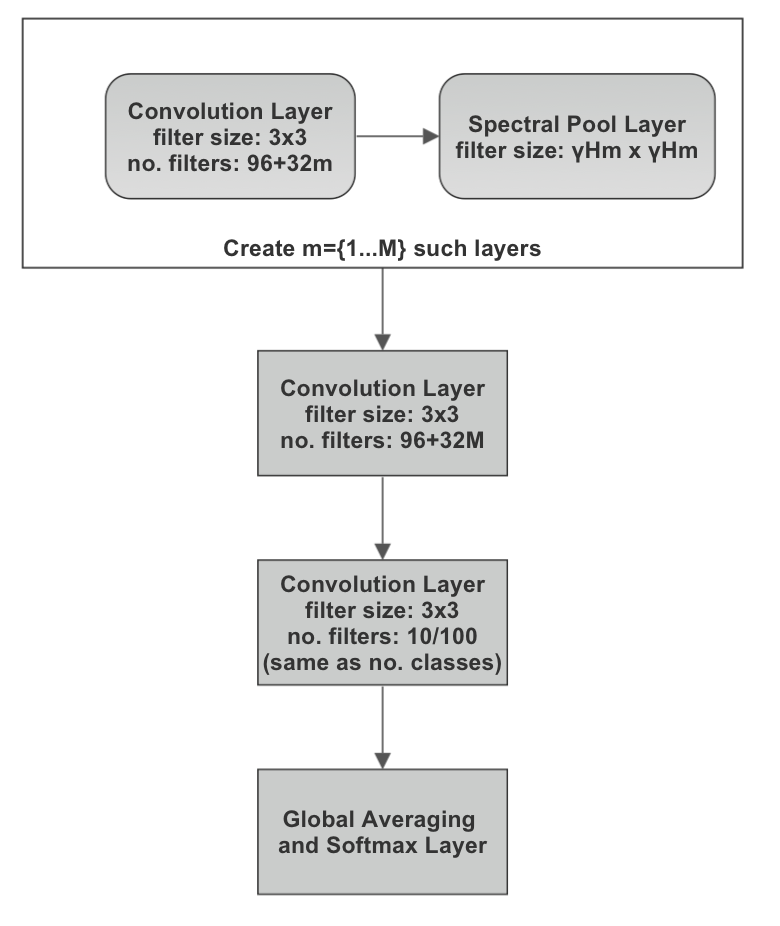 Convolution Layer
filter size: 3x3
no. filters: 96+32m
Spectral Pool Layer
filter size: γHm x γHm
Create m={1...M} such layers
Convolution Layer
filter size: 3x3
no. filters: 96+32M
Convolution Layer
filter size: 3x3
no. filters: 10/100
(same as no. classes)
Global Averaging
and Softmax Layer